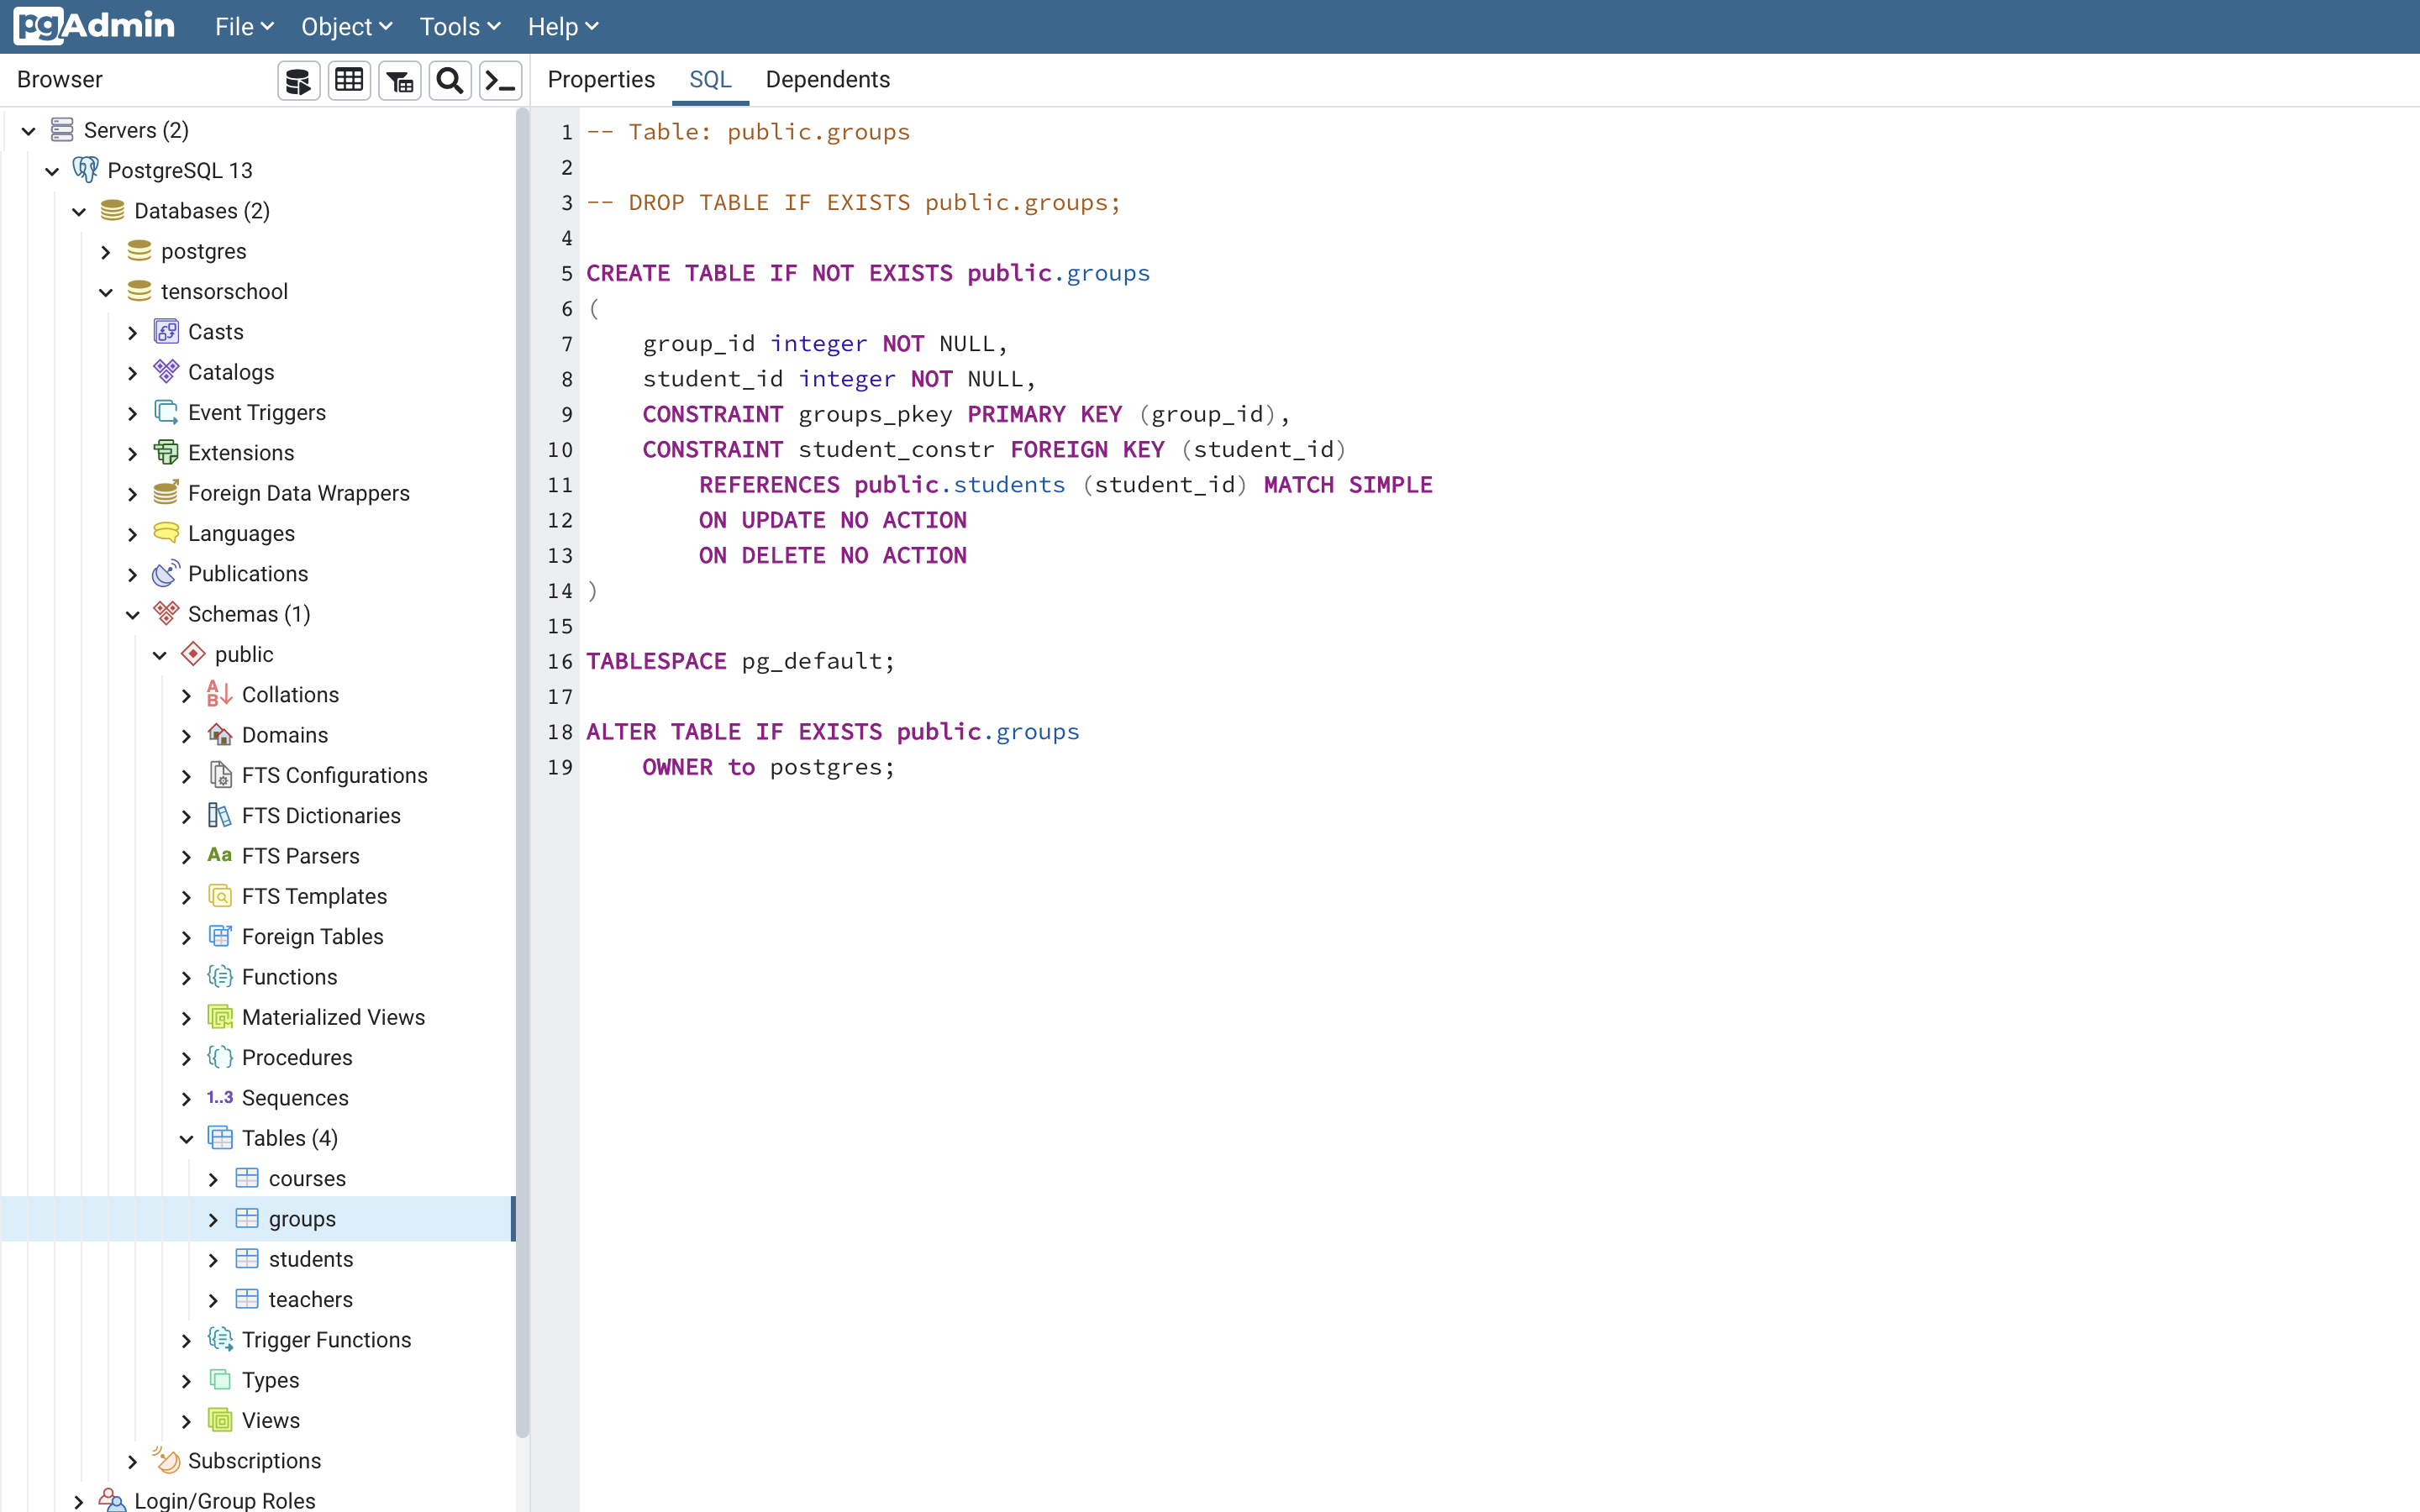 pgAdmin File Object Tools Help
Browser
Properties SQL Dependents
Servers (2)
PostgreSQL 13
Databases (2)
postgres
tensorschool
Casts
Catalogs
Event Triggers
Extensions
Foreign Data Wrappers
Languages
Publications
Schemas (1)
public
Collations
Domains
FTS Configurations
FTS Dictionaries
Aa FTS Parsers
FTS Templates
Foreign Tables
Functions
Materialized Views
Procedures
1..3 Sequences
Tables (4)
courses
groups
students
teachers
Trigger Functions
Types
Views
Subscriptions
Login/Group Roles
1 -- Table: public.groups
2
3 -- DROP TABLE IF EXISTS public.groups;
4
5 CREATE TABLE IF NOT EXISTS public.groups
6 (
7     group_id integer NOT NULL,
8     student_id integer NOT NULL,
9     CONSTRAINT groups_pkey PRIMARY KEY (group_id),
10     CONSTRAINT student_constr FOREIGN KEY (student_id)
11         REFERENCES public.students (student_id) MATCH SIMPLE
12         ON UPDATE NO ACTION
13         ON DELETE NO ACTION
14 )
15
16 TABLESPACE pg_default;
17
18 ALTER TABLE IF EXISTS public.groups
19     OWNER to postgres;